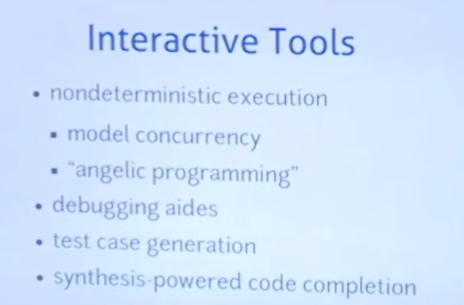 Interactive Tools
• nondeterministic execution
▪ model concurrency
▪ “angelic programming”
• debugging aides
• test case generation
• synthesis-powered code completion